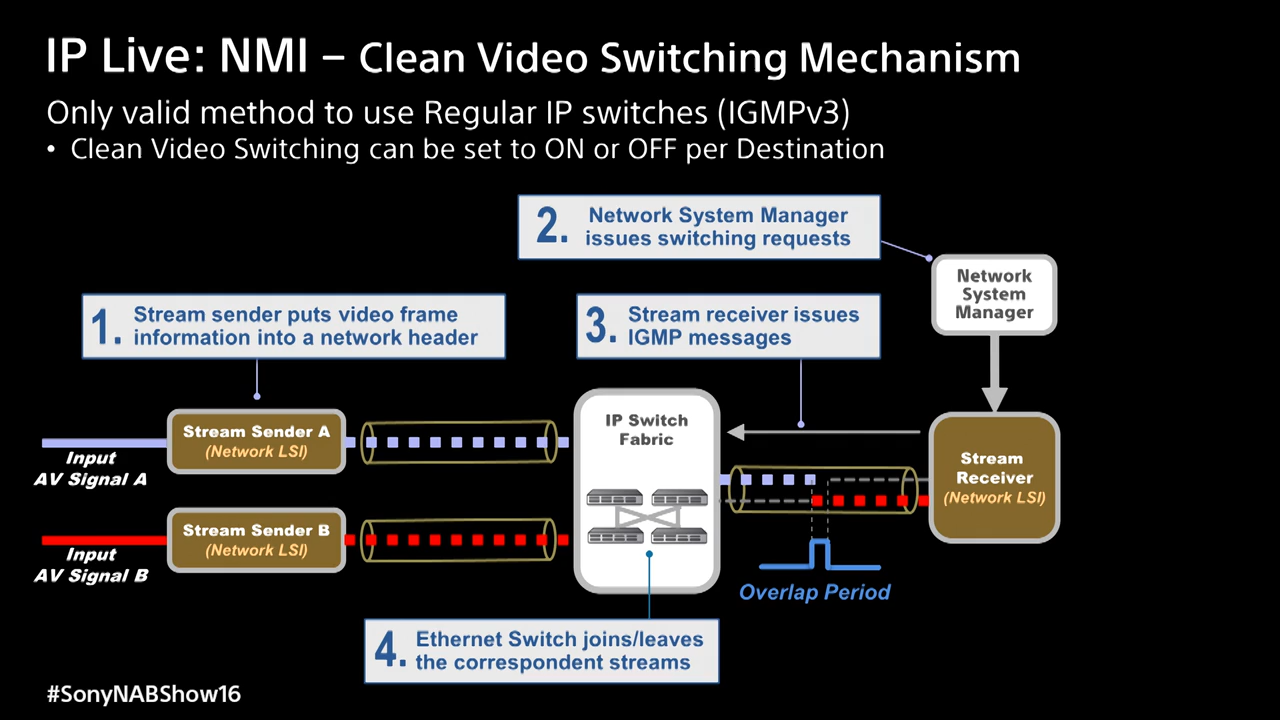 IP Live: NMI – Clean Video Switching Mechanism
Only valid method to use Regular IP switches (IGMPv3)
• Clean Video Switching can be set to ON or OFF per Destination
2. Network System Manager
issues switching requests
Network
System
Manager
1. Stream sender puts video frame
information into a network header
3. Stream receiver issues
IGMP messages
Stream Sender A
(Network LSI)
Input
AV Signal A
IP Switch
Fabric
Stream
Receiver
(Network LSI)
Stream Sender B
(Network LSI)
Input
AV Signal B
Overlap Period
4. Ethernet Switch joins/leaves
the correspondent streams
#SonyNABShow16